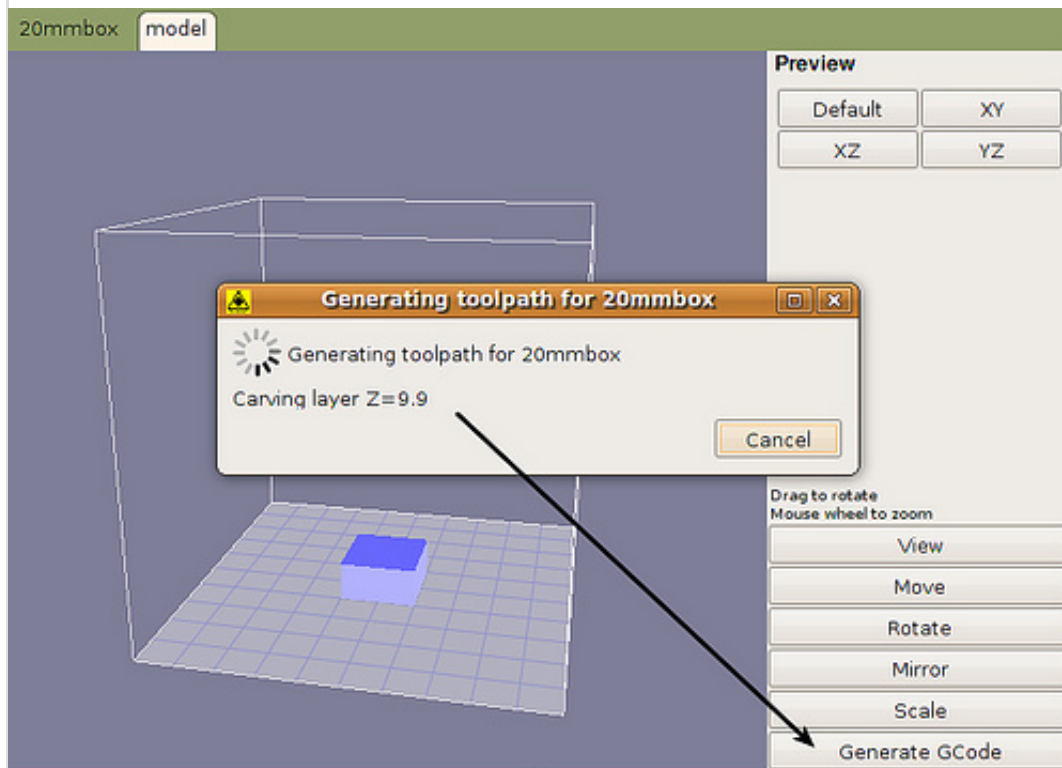 20mmbox model
Preview
Default XY
XZ YZ
Generating toolpath for 20mmbox
Generating toolpath for 20mmbox
Carving layer Z=9.9
Cancel
Drag to rotate
Mouse wheel to zoom
View
Move
Rotate
Mirror
Scale
Generate GCode